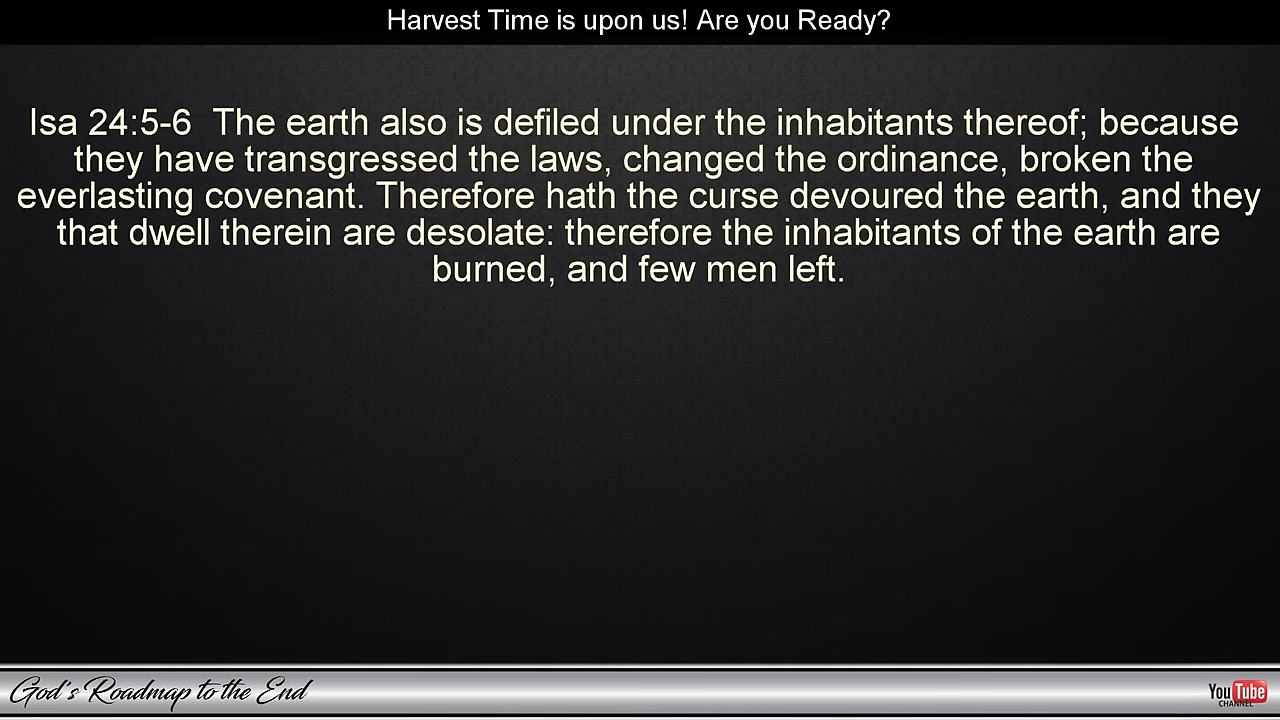 Harvest Time is upon us! Are you Ready?
Isa 24:5-6  The earth also is defiled under the inhabitants thereof; because
they have transgressed the laws, changed the ordinance, broken the
everlasting covenant. Therefore hath the curse devoured the earth, and they
that dwell therein are desolate: therefore the inhabitants of the earth are
burned, and few men left.
God's Roadmap to the End
YouTube
CHANNEL